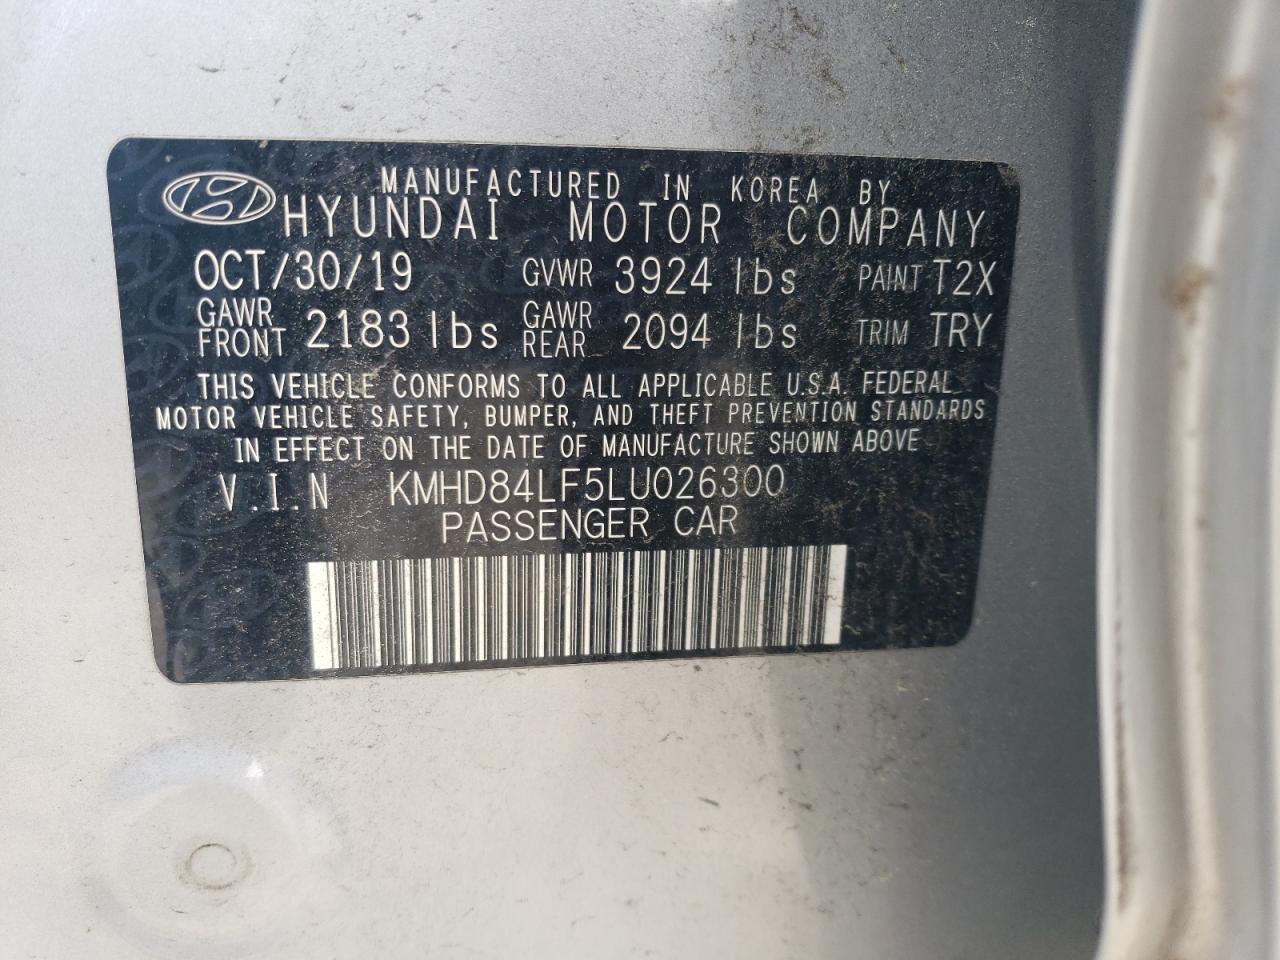 MANUFACTURED IN KOREA BY
HYUNDAI MOTOR COMPANY
OCT/30/19 GVWR 3924 lbs PAINT T2X
GAWR FRONT 2183 lbs GAWR REAR 2094 lbs TRIM TRY
THIS VEHICLE CONFORMS TO ALL APPLICABLE U.S.A. FEDERAL
MOTOR VEHICLE SAFETY, BUMPER, AND THEFT PREVENTION STANDARDS
IN EFFECT ON THE DATE OF MANUFACTURE SHOWN ABOVE
V.I.N KMHD84LF5LU026300
PASSENGER CAR